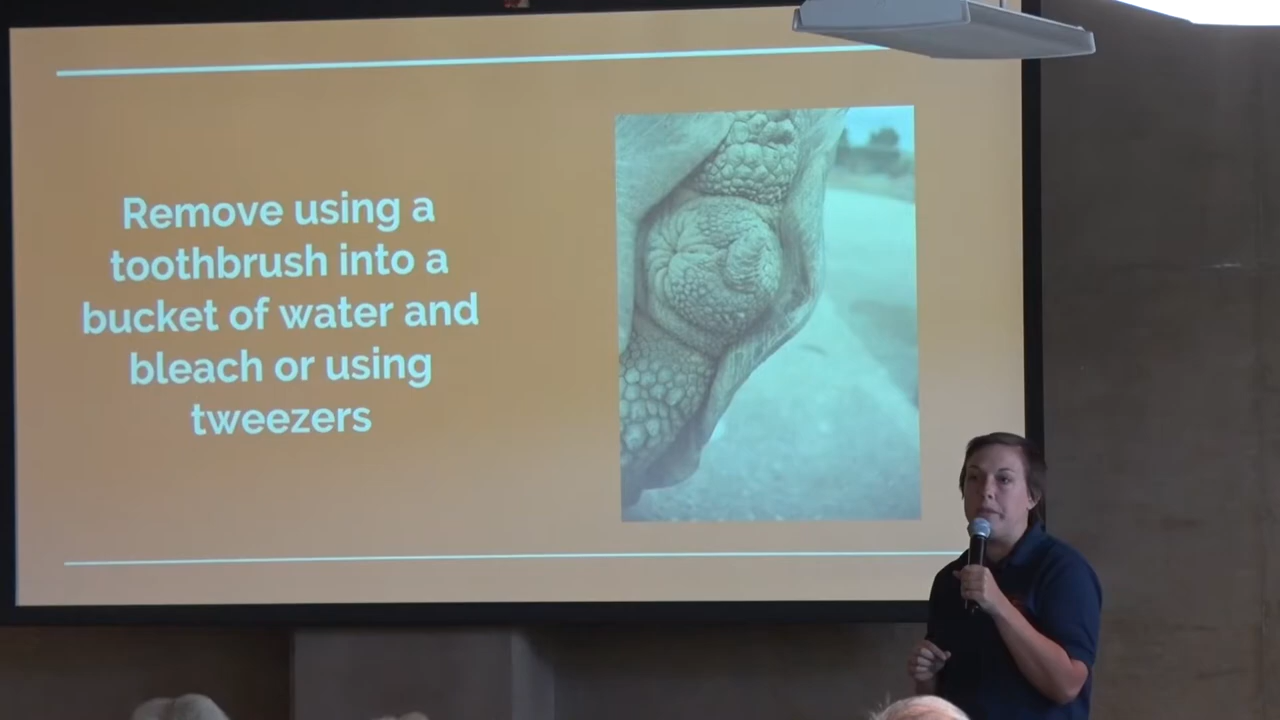 Remove using a
toothbrush into a
bucket of water and
bleach or using
tweezers